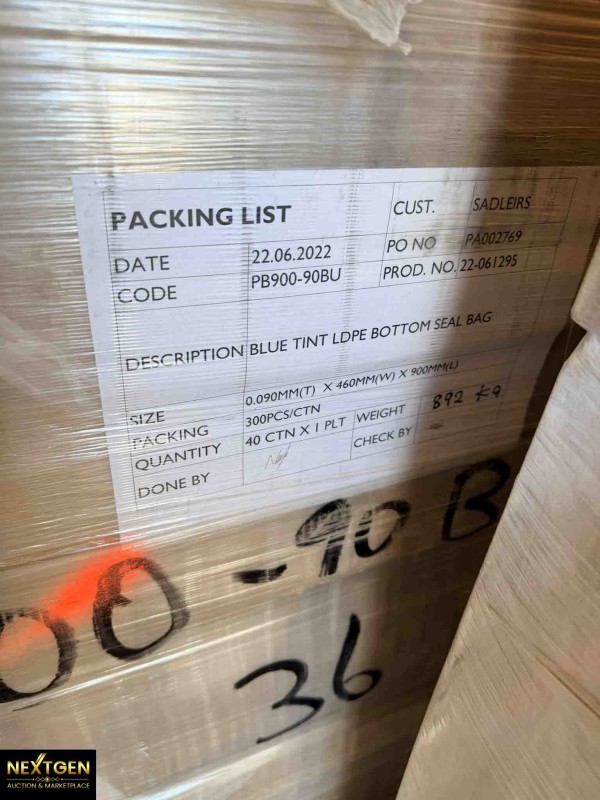 PACKING LIST
CUST. SADLEIRS
DATE 22.06.2022 PO NO PA002769
CODE PB900-90BU PROD. NO. 22-061295
DESCRIPTION BLUE TINT LDPE BOTTOM SEAL BAG
SIZE 0.090MM(T) X 460MM(W) X 900MM(L)
PACKING 300PCS/CTN
QUANTITY 40 CTN X 1 PLT WEIGHT 892 kg
DONE BY CHECK BY
00-90 B
36
NEXTGEN
AUCTION & MARKETPLACE